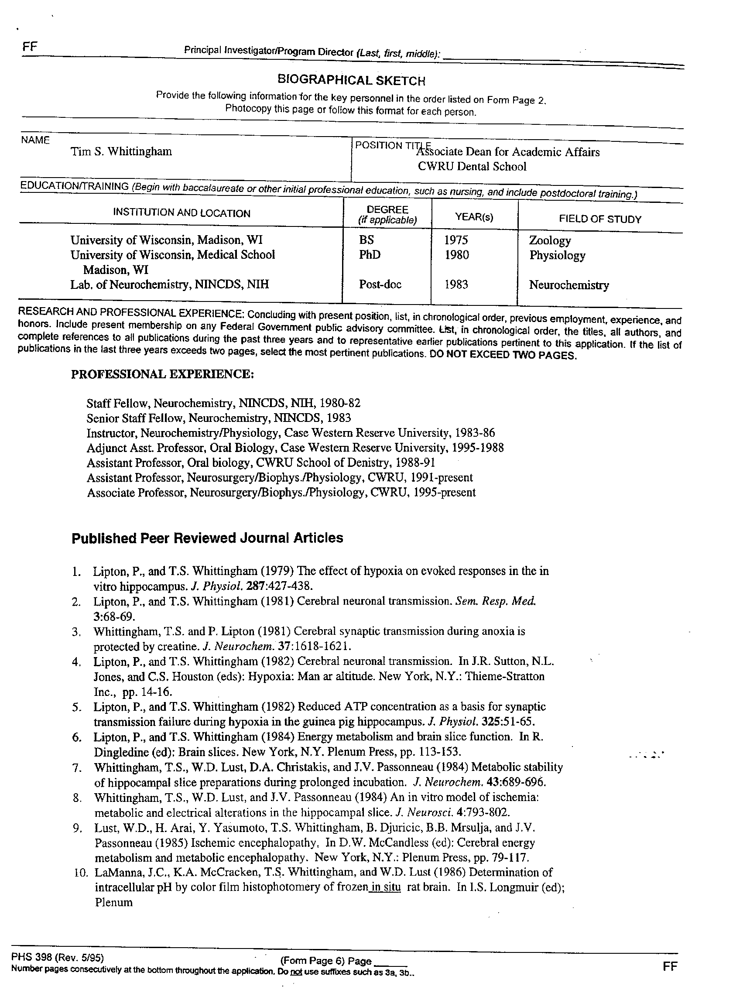 FF
Principal Investigator/Program Director (Last, first, middle):
BIOGRAPHICAL SKETCH
Provide the following information for the key personnel in the order listed on Form Page 2.
Photocopy this page or follow this format for each person.
NAME
Tim S. Whittingham
POSITION TITLE
Associate Dean for Academic Affairs
CWRU Dental School
EDUCATION/TRAINING (Begin with baccalaureate or other initial professional education, such as nursing, and include postdoctoral training.)
INSTITUTION AND LOCATION DEGREE (if applicable) YEAR(s) FIELD OF STUDY
University of Wisconsin, Madison, WI BS 1975 Zoology
University of Wisconsin, Medical School PhD 1980 Physiology
Madison, WI
Lab. of Neurochemistry, NINCDS, NIH Post-doc 1983 Neurochemistry
RESEARCH AND PROFESSIONAL EXPERIENCE: Concluding with present position, list, in chronological order, previous employment, experience, and
honors. Include present membership on any Federal Government public advisory committee. List, in chronological order, the titles, all authors, and
complete references to all publications during the past three years and to representative earlier publications pertinent to this application. If the list of
publications in the last three years exceeds two pages, select the most pertinent publications. DO NOT EXCEED TWO PAGES.
PROFESSIONAL EXPERIENCE:
Staff Fellow, Neurochemistry, NINCDS, NIH, 1980-82
Senior Staff Fellow, Neurochemistry, NINCDS, 1983
Instructor, Neurochemistry/Physiology, Case Western Reserve University, 1983-86
Adjunct Asst. Professor, Oral Biology, Case Western Reserve University, 1995-1988
Assistant Professor, Oral biology, CWRU School of Denistry, 1988-91
Assistant Professor, Neurosurgery/Biophys./Physiology, CWRU, 1991-present
Associate Professor, Neurosurgery/Biophys./Physiology, CWRU, 1995-present
Published Peer Reviewed Journal Articles
1. Lipton, P., and T.S. Whittingham (1979) The effect of hypoxia on evoked responses in the in
vitro hippocampus. J. Physiol. 287:427-438.
2. Lipton, P., and T.S. Whittingham (1981) Cerebral neuronal transmission. Sem. Resp. Med.
3:68-69.
3. Whittingham, T.S. and P. Lipton (1981) Cerebral synaptic transmission during anoxia is
protected by creatine. J. Neurochem. 37:1618-1621.
4. Lipton, P., and T.S. Whittingham (1982) Cerebral neuronal transmission. In J.R. Sutton, N.L.
Jones, and C.S. Houston (eds): Hypoxia: Man ar altitude. New York, N.Y.: Thieme-Stratton
Inc., pp. 14-16.
5. Lipton, P., and T.S. Whittingham (1982) Reduced ATP concentration as a basis for synaptic
transmission failure during hypoxia in the guinea pig hippocampus. J. Physiol. 325:51-65.
6. Lipton, P., and T.S. Whittingham (1984) Energy metabolism and brain slice function. In R.
Dingledine (ed): Brain slices. New York, N.Y. Plenum Press, pp. 113-153.
7. Whittingham, T.S., W.D. Lust, D.A. Christakis, and J.V. Passonneau (1984) Metabolic stability
of hippocampal slice preparations during prolonged incubation. J. Neurochem. 43:689-696.
8. Whittingham, T.S., W.D. Lust, and J.V. Passonneau (1984) An in vitro model of ischemia:
metabolic and electrical alterations in the hippocampal slice. J. Neurosci. 4:793-802.
9. Lust, W.D., H. Arai, Y. Yasumoto, T.S. Whittingham, B. Djuricic, B.B. Mrsulja, and J.V.
Passonneau (1985) Ischemic encephalopathy, In D.W. McCandless (ed): Cerebral energy
metabolism and metabolic encephalopathy. New York, N.Y.: Plenum Press, pp. 79-117.
10. LaManna, J.C., K.A. McCracken, T.S. Whittingham, and W.D. Lust (1986) Determination of
intracellular pH by color film histophotomery of frozen in situ rat brain. In I.S. Longmuir (ed);
Plenum
PHS 398 (Rev. 5/95) (Form Page 6) Page FF
Number pages consecutively at the bottom throughout the application. Do not use suffixes such as 3a, 3b..